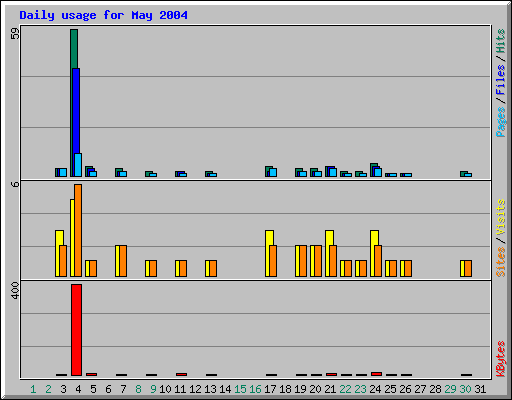 Daily usage for May 2004
59
Pages / Files / Hits
6
Sites / Visits
400
KBytes
1 2 3 4 5 6 7 8 9 10 11 12 13 14 15 16 17 18 19 20 21 22 23 24 25 26 27 28 29 30 31